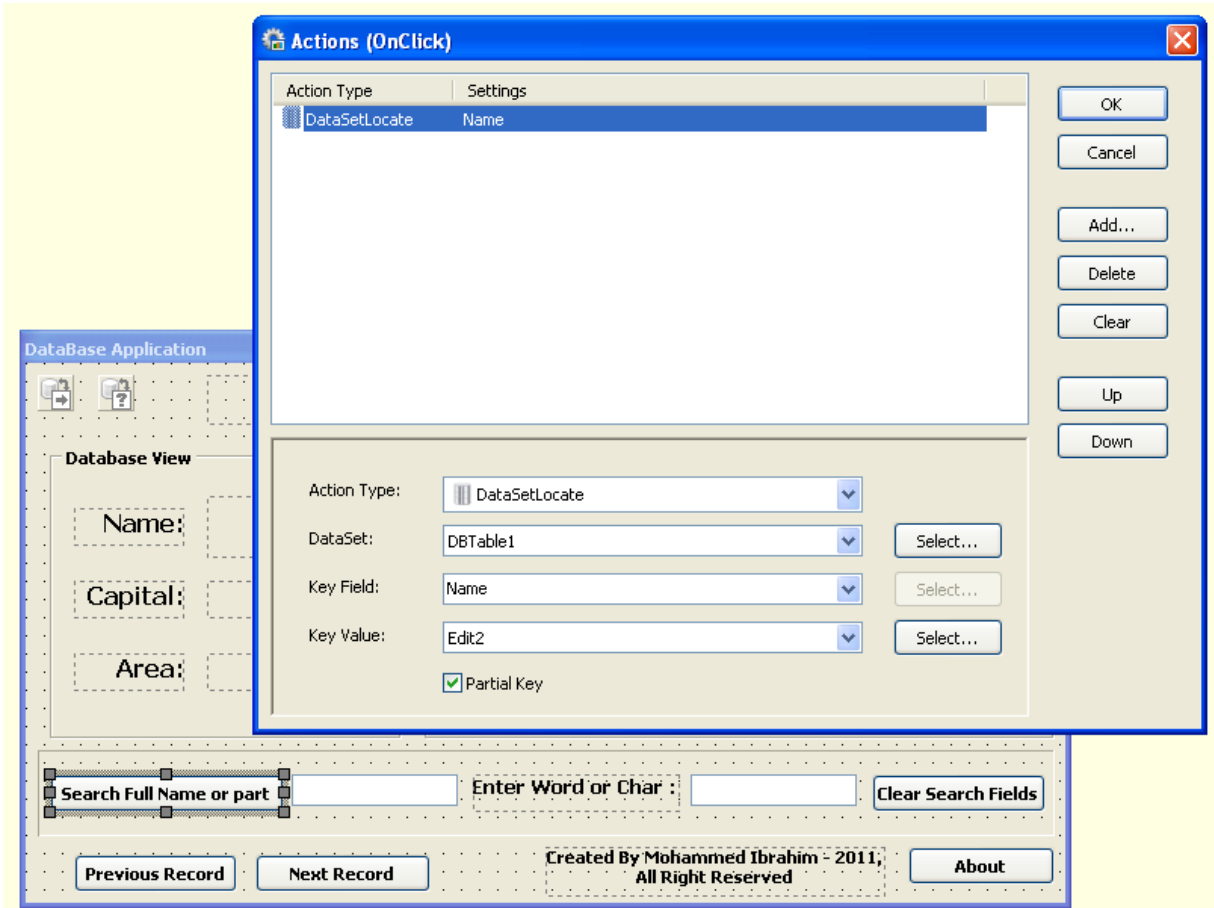 Actions (OnClick)
Action Type Settings
DataSetLocate Name
OK
Cancel
Add...
Delete
Clear
Up
Down
Action Type: DataSetLocate
DataSet: DBTable1 Select...
Key Field: Name Select...
Key Value: Edit2 Select...
Partial Key
DataBase Application
Database View
Name:
Capital:
Area:
Search Full Name or part Enter Word or Char : Clear Search Fields
Previous Record Next Record
Created By Mohammed Ibrahim - 2011,
All Right Reserved
About